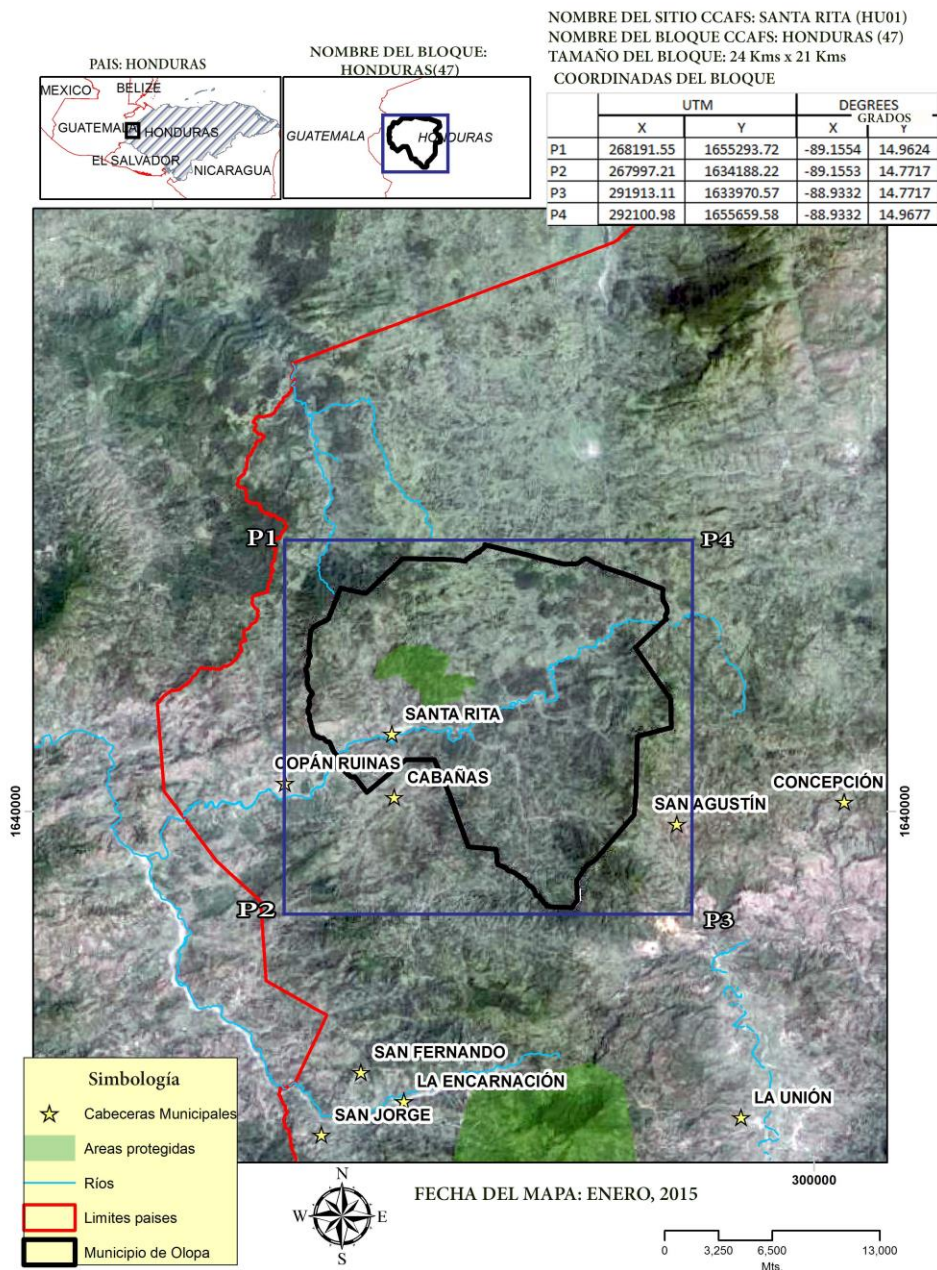 NOMBRE DEL SITIO CCAFS: SANTA RITA (HU01)
NOMBRE DEL BLOQUE CCAFS: HONDURAS (47)
TAMAÑO DEL BLOQUE: 24 Kms x 21 Kms
COORDINADAS DEL BLOQUE
PAIS: HONDURAS
NOMBRE DEL BLOQUE:
HONDURAS(47)
MEXICO
BELIZE
GUATEMALA
HONDURAS
EL SALVADOR
NICARAGUA
GUATEMALA
HONDURAS
UTM DEGREES
GRADOS
X Y X Y
P1 268191.55 1655293.72 -89.1554 14.9624
P2 267997.21 1634188.22 -89.1553 14.7717
P3 291913.11 1633970.57 -88.9332 14.7717
P4 292100.98 1655659.58 -88.9332 14.9677
P1
P4
SANTA RITA
COPÁN RUINAS
CABAÑAS
CONCEPCIÓN
SAN AGUSTÍN
1640000
1640000
P2
P3
SAN FERNANDO
LA ENCARNACIÓN
SAN JORGE
LA UNIÓN
Simbología
Cabeceras Municipales
Areas protegidas
Ríos
Limites paises
Municipio de Olopa
N
W E
S
FECHA DEL MAPA: ENERO, 2015
300000
0 3,250 6,500 13,000
Mts.